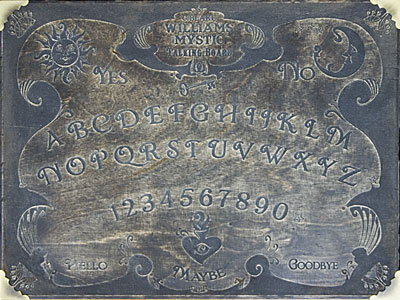 WILLIAMS
MYSTIC
TALKING BOARD
YES NO
ABCDEFGHIJKLM
NOPQRSTUVWXYZ
1234567890
HELLO MAYBE GOODBYE